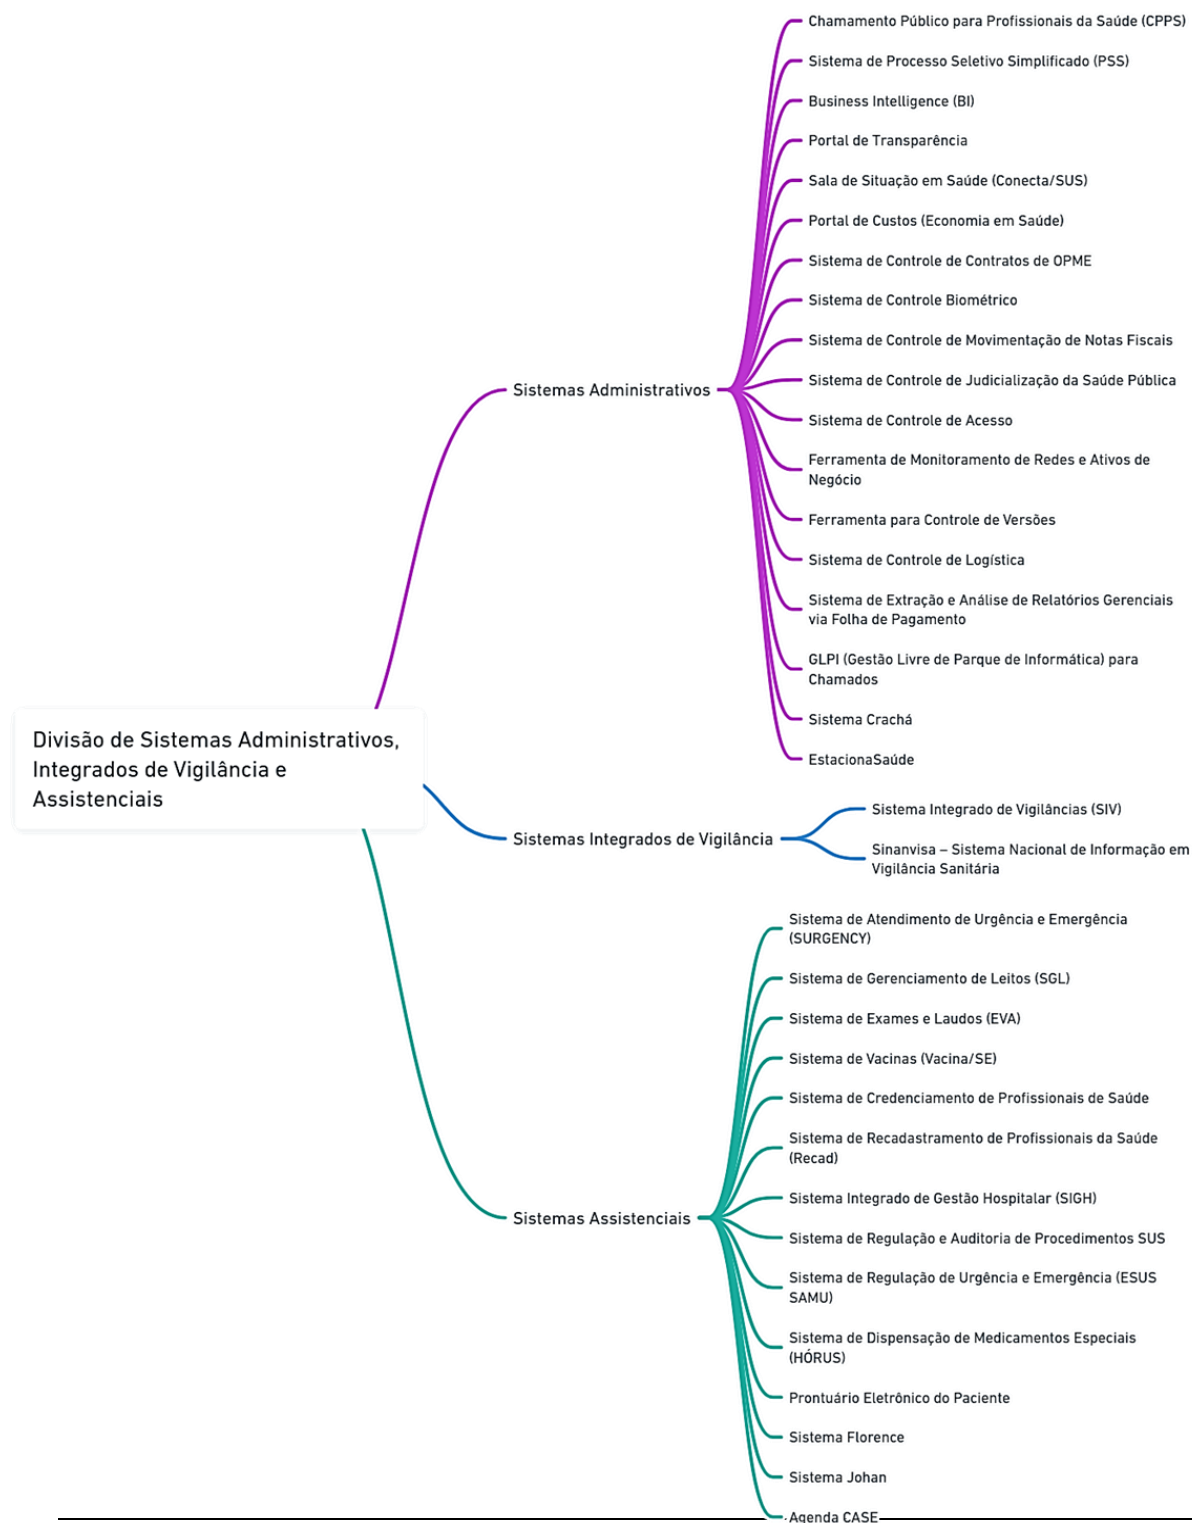 Chamamento Público para Profissionais da Saúde (CPPS)
Sistema de Processo Seletivo Simplificado (PSS)
Business Intelligence (BI)
Portal de Transparência
Sala de Situação em Saúde (Conecta/SUS)
Portal de Custos (Economia em Saúde)
Sistema de Controle de Contratos de OPME
Sistema de Controle Biométrico
Sistema de Controle de Movimentação de Notas Fiscais
Sistema de Controle de Judicialização da Saúde Pública
Sistemas Administrativos
Sistema de Controle de Acesso
Ferramenta de Monitoramento de Redes e Ativos de
Negócio
Ferramenta para Controle de Versões
Sistema de Controle de Logística
Sistema de Extração e Análise de Relatórios Gerenciais
via Folha de Pagamento
GLPI (Gestão Livre de Parque de Informática) para
Chamados
Sistema Crachá
EstacionaSaúde
Divisão de Sistemas Administrativos,
Integrados de Vigilância e
Assistenciais
Sistemas Integrados de Vigilância
Sistema Integrado de Vigilâncias (SIV)
Sinanvisa – Sistema Nacional de Informação em
Vigilância Sanitária
Sistema de Atendimento de Urgência e Emergência
(SURGENCY)
Sistema de Gerenciamento de Leitos (SGL)
Sistema de Exames e Laudos (EVA)
Sistema de Vacinas (Vacina/SE)
Sistema de Credenciamento de Profissionais de Saúde
Sistema de Recadastramento de Profissionais da Saúde
(Recad)
Sistema Integrado de Gestão Hospitalar (SIGH)
Sistemas Assistenciais
Sistema de Regulação e Auditoria de Procedimentos SUS
Sistema de Regulação de Urgência e Emergência (ESUS
SAMU)
Sistema de Dispensação de Medicamentos Especiais
(HÓRUS)
Prontuário Eletrônico do Paciente
Sistema Florence
Sistema Johan
Agenda CASE